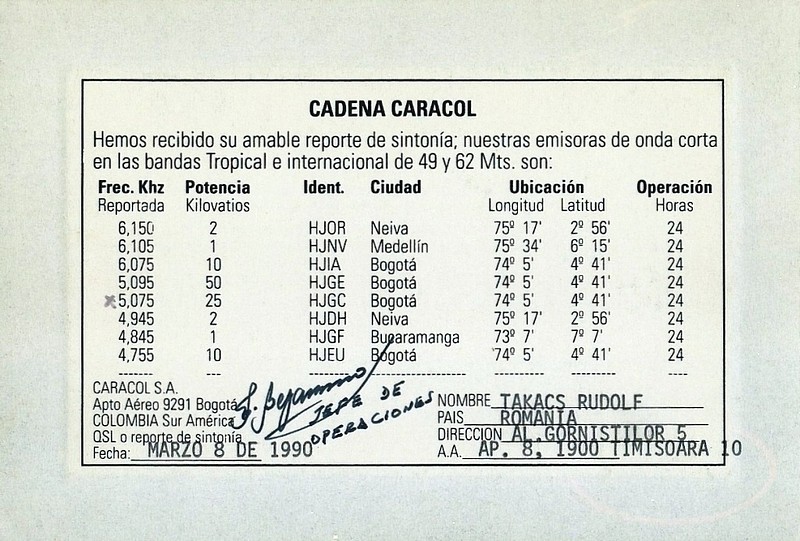 CADENA CARACOL
Hemos recibido su amable reporte de sintonía; nuestras emisoras de onda corta
en las bandas Tropical e internacional de 49 y 62 Mts. son:
Frec. Khz Potencia Ident. Ciudad Ubicación Operación
Reportada Kilovatios Longitud Latitud Horas
6,150 2 HJOR Neiva 75º 17' 2º 56' 24
6,105 1 HJNV Medellín 75º 34' 6º 15' 24
6,075 10 HJIA Bogotá 74º 5' 4º 41' 24
5,095 50 HJGE Bogotá 74º 5' 4º 41' 24
x 5,075 25 HJGC Bogotá 74º 5' 4º 41' 24
4,945 2 HJDH Neiva 75º 17' 2º 56' 24
4,845 1 HJGF Bucaramanga 73º 7' 7º 7' 24
4,755 10 HJEU Bogotá 74º 5' 4º 41' 24
CARACOL S.A.
Apto Aéreo 9291 Bogotá
COLOMBIA Sur América
QSL o reporte de sintonía
Fecha: MARZO 8 DE 1990
JEFE DE
OPERACIONES
NOMBRE TAKACS RUDOLF
PAIS ROMANIA
DIRECCION AL.GORNISTILOR 5
A.A. AP. 8, 1900 TIMISOARA 10